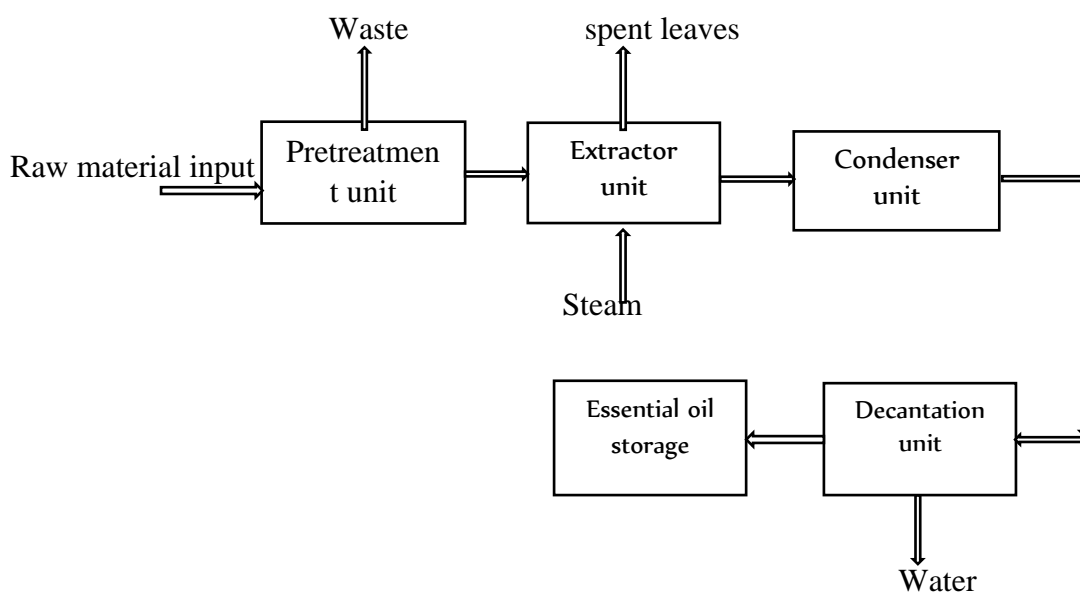 Waste
spent leaves
Raw material input
Pretreatmen
t unit
Extractor
unit
Condenser
unit
Steam
Essential oil
storage
Decantation
unit
Water